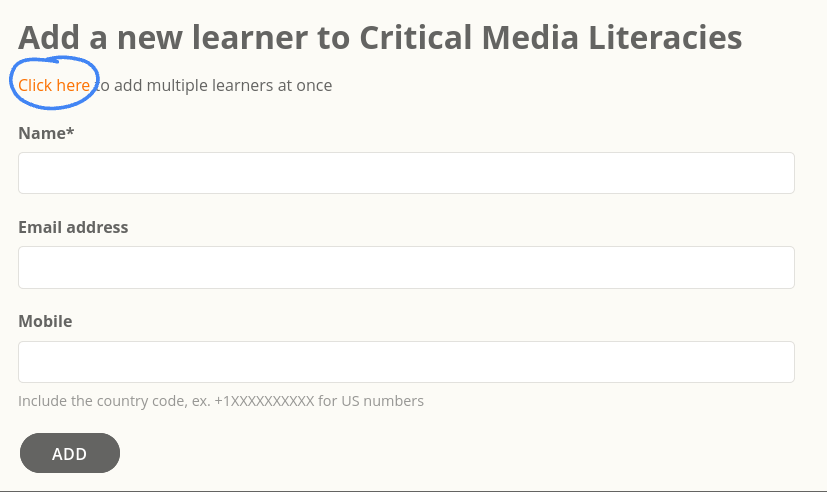 Add a new learner to Critical Media Literacies
Click here to add multiple learners at once
Name*
Email address
Mobile
Include the country code, ex. +1XXXXXXXXXX for US numbers
ADD